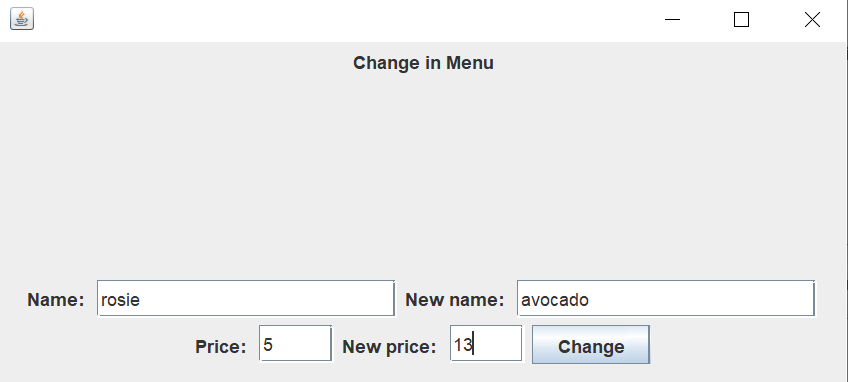 Change in Menu
Name: rosie New name: avocado
Price: 5 New price: 13 Change